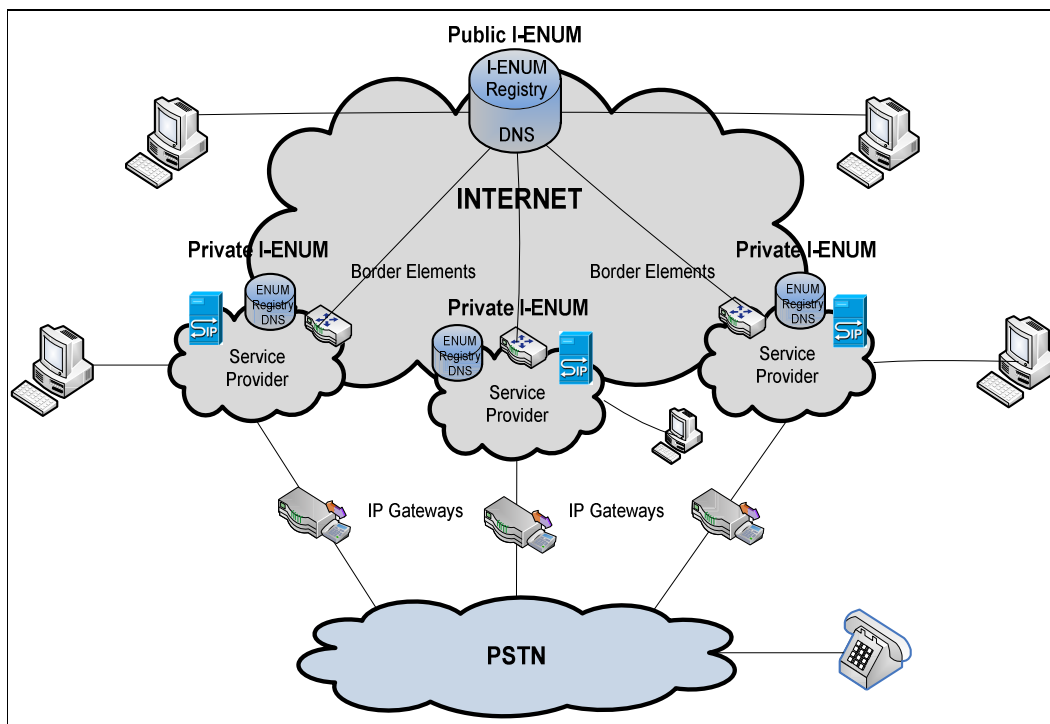 Public I-ENUM
I-ENUM
Registry
DNS
INTERNET
Private I-ENUM
Private I-ENUM
Border Elements
Border Elements
ENUM
Registry
DNS
SIP
ENUM
Registry
DNS
SIP
Private I-ENUM
ENUM
Registry
DNS
SIP
Service
Provider
Service
Provider
Service
Provider
IP Gateways
IP Gateways
PSTN